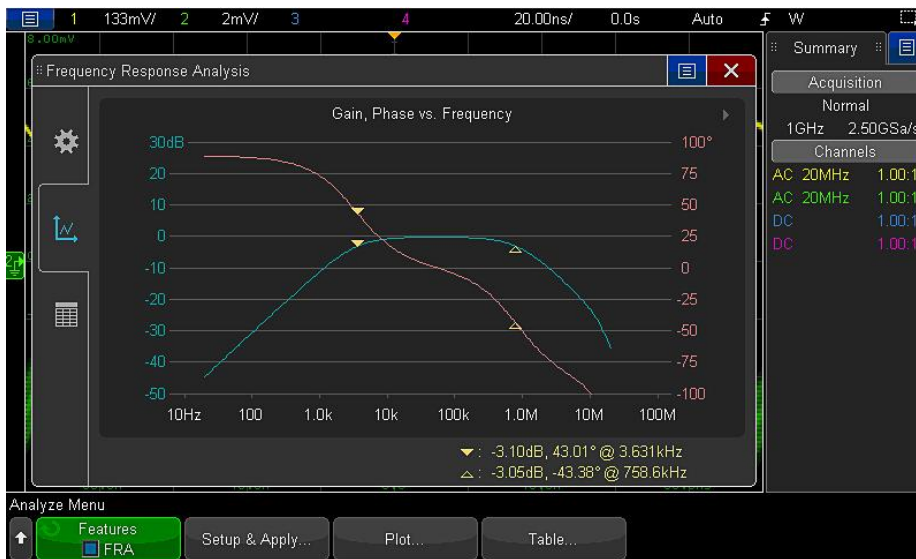 1 133mV/ 2 2mV/ 3 4 20.00ns/ 0.0s Auto W
8.00mV
Summary
Frequency Response Analysis
Acquisition
Normal
1GHz 2.50GSa/s
Channels
AC 20MHz 1.00:1
AC 20MHz 1.00:1
DC 1.00:1
DC 1.00:1
Gain, Phase vs. Frequency
30dB 100°
20 75
10 50
0 25
-10 0
-20 -25
-30 -50
-40 -75
-50 -100
10Hz 100 1.0k 10k 100k 1.0M 10M 100M
: -3.10dB, 43.01° @ 3.631kHz
: -3.05dB, -43.38° @ 758.6kHz
Analyze Menu
Features
FRA
Setup & Apply...
Plot...
Table...